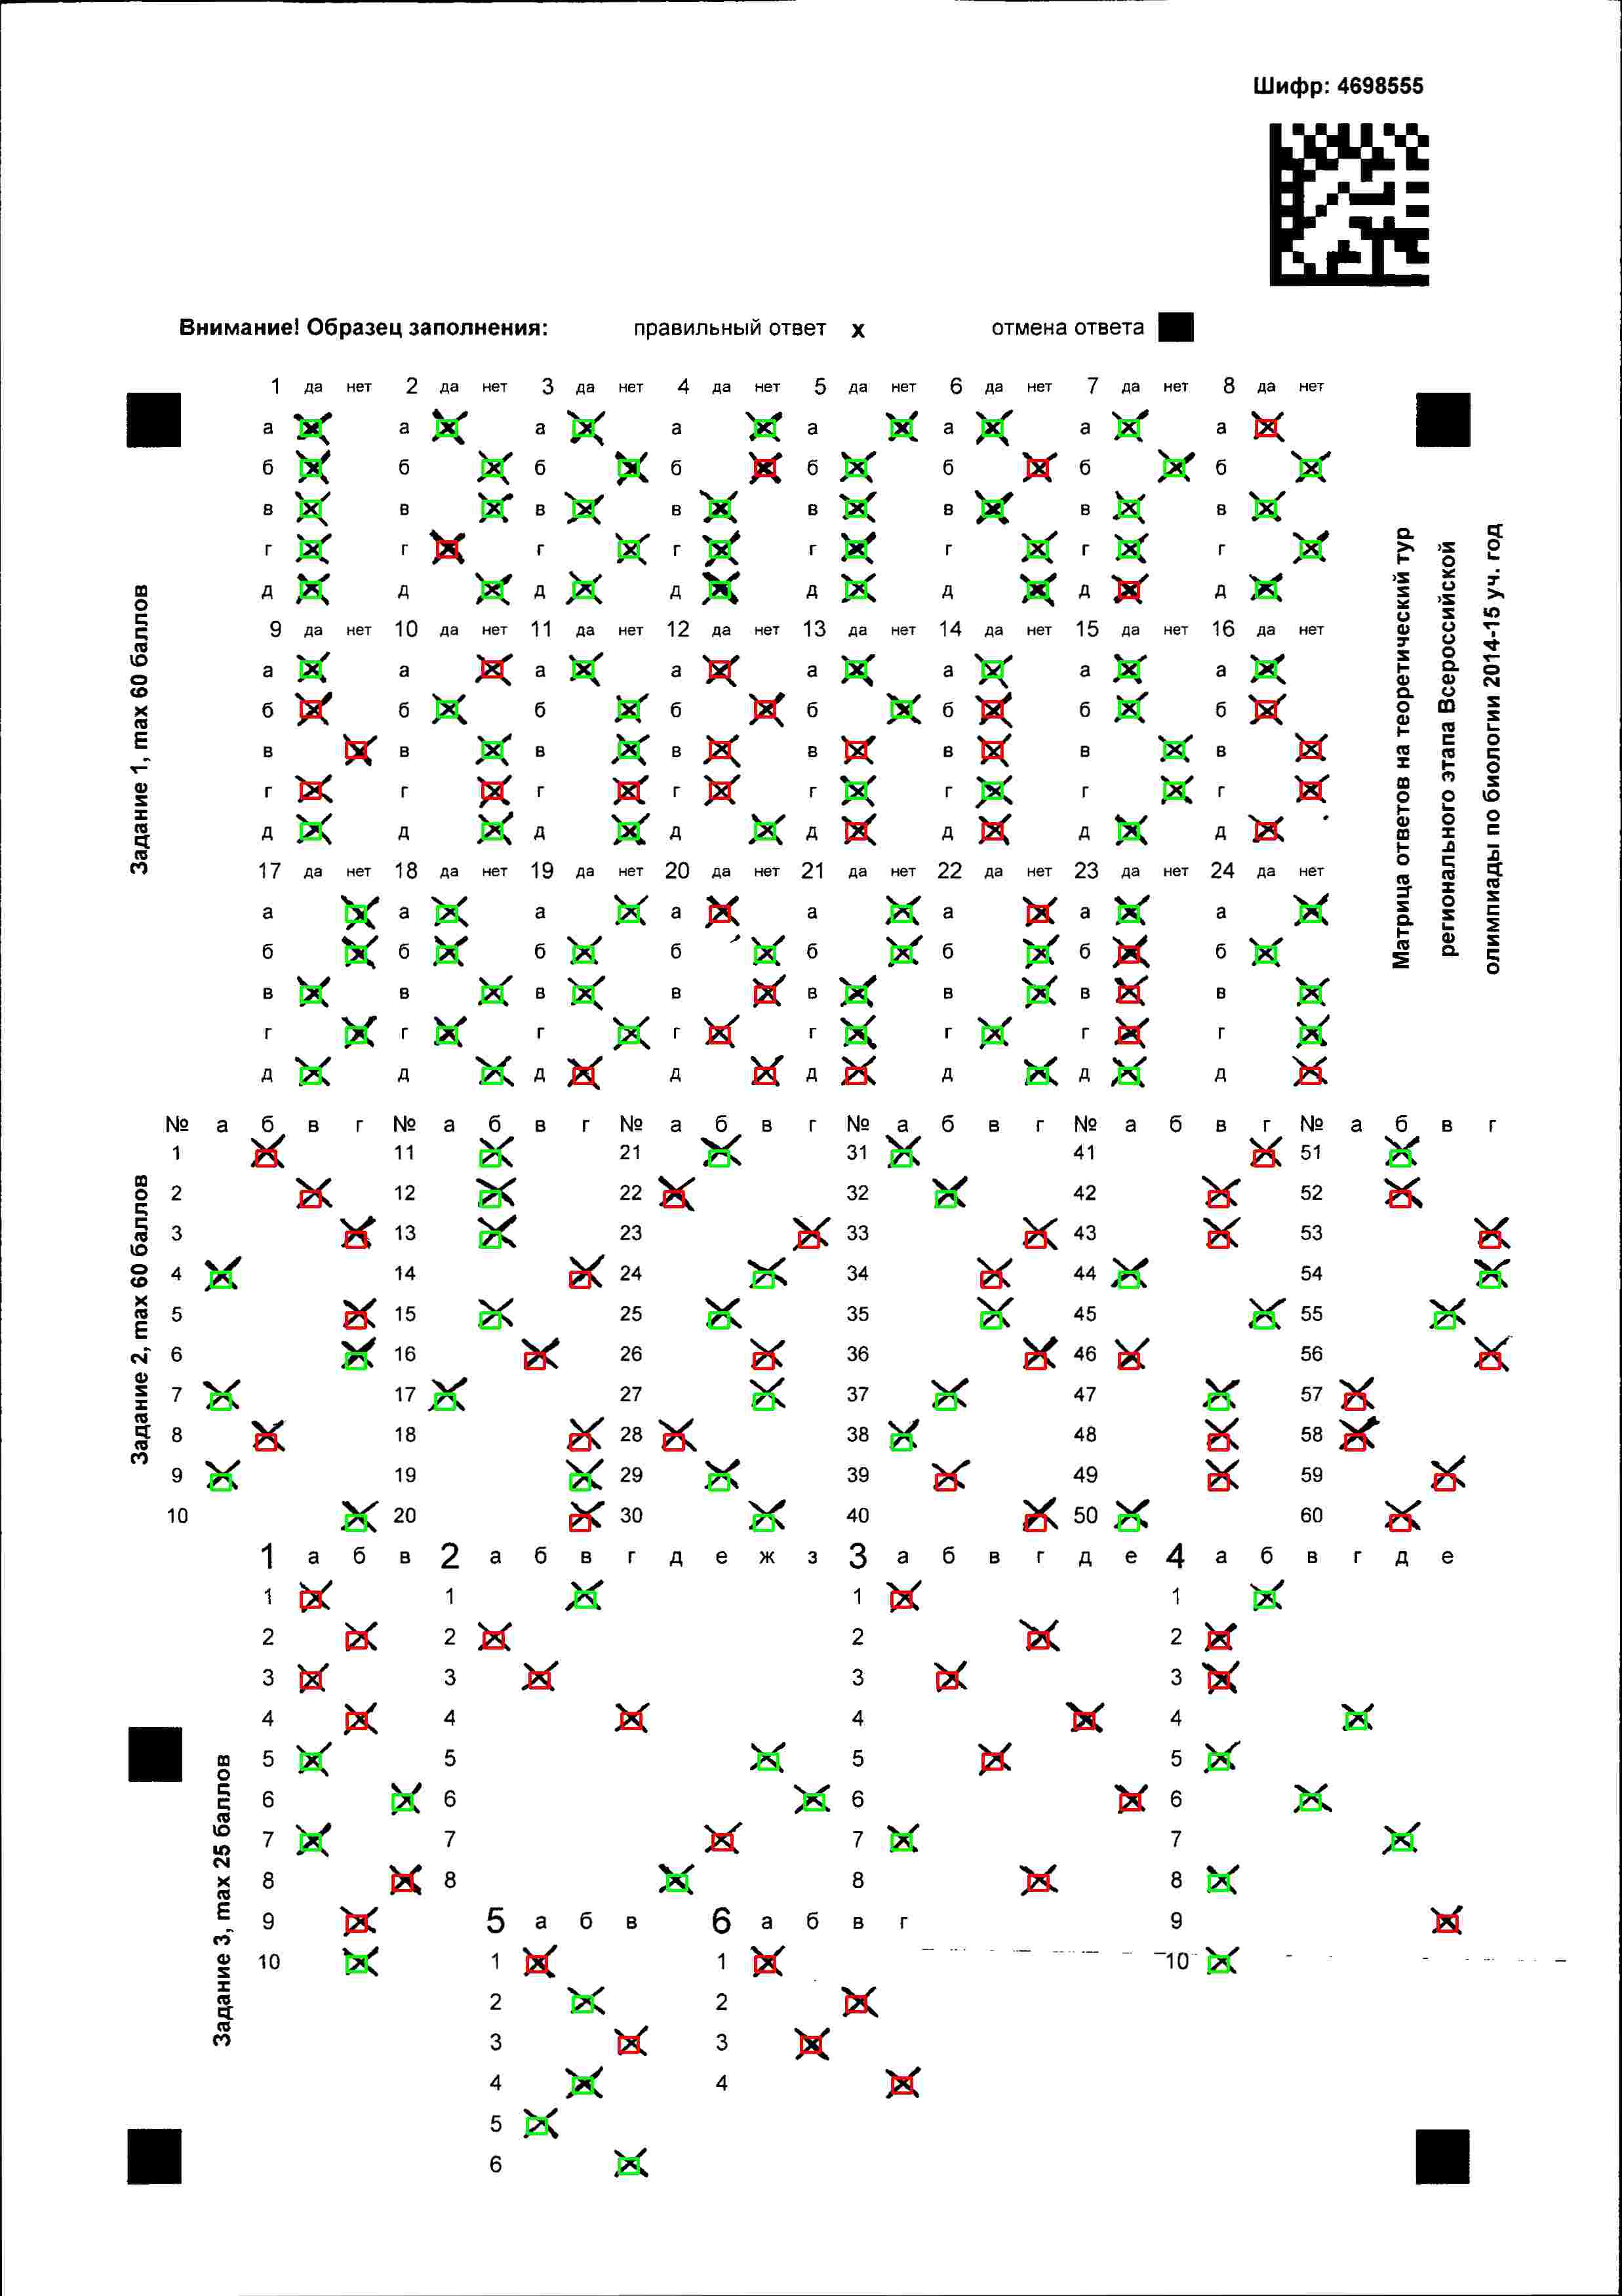 Шифр: 4698555
Внимание! Образец заполнения: правильный ответ x отмена ответа
1 да нет 2 да нет 3 да нет 4 да нет 5 да нет 6 да нет 7 да нет 8 да нет
а а а а а а а а
б б б б б б б б
в в в в в в в в
г г г г г г г г
д д д д д д д д
9 да нет 10 да нет 11 да нет 12 да нет 13 да нет 14 да нет 15 да нет 16 да нет
а а а а а а а а
б б б б б б б б
в в в в в в в в
г г г г г г г г
д д д д д д д д
17 да нет 18 да нет 19 да нет 20 да нет 21 да нет 22 да нет 23 да нет 24 да нет
а а а а а а а а
б б б б б б б б
в в в в в в в в
г г г г г г г г
д д д д д д д д
Задание 1, max 60 баллов
Матрица ответов на теоретический тур
регионального этапа Всероссийской
олимпиады по биологии 2014-15 уч. год
№ а б в г № а б в г № а б в г № а б в г № а б в г № а б в г
1 11 21 31 41 51
2 12 22 32 42 52
3 13 23 33 43 53
4 14 24 34 44 54
5 15 25 35 45 55
6 16 26 36 46 56
7 17 27 37 47 57
8 18 28 38 48 58
9 19 29 39 49 59
10 20 30 40 50 60
Задание 2, max 60 баллов
1 а б в 2 а б в г д е ж з 3 а б в г д е 4 а б в г д е
1 1 1 1
2 2 2 2
3 3 3 3
4 4 4 4
5 5 5 5
6 6 6 6
7 7 7 7
8 8 8 8
9 5 а б в 6 а б в г 9
10 1 1 10
2 2
3 3
4 4
5
6
Задание 3, max 25 баллов